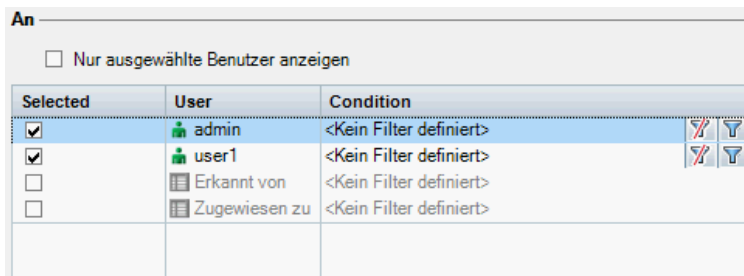 An
Nur ausgewählte Benutzer anzeigen
Selected User Condition
admin <Kein Filter definiert>
user1 <Kein Filter definiert>
Erkannt von <Kein Filter definiert>
Zugewiesen zu <Kein Filter definiert>